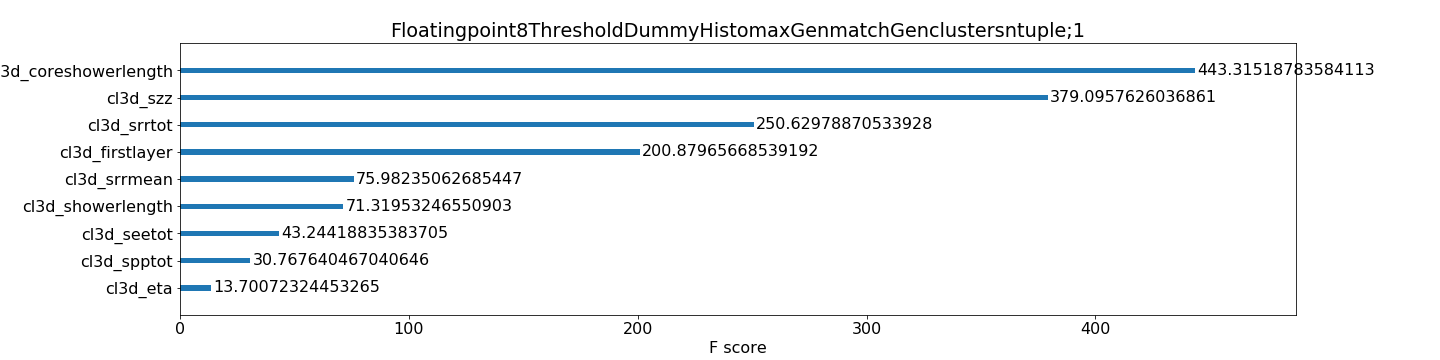 Floatingpoint8ThresholdDummyHistomaxGenmatchGenclustersntuple;1
3d_coreshowerlength 443.31518783584113
cl3d_szz 379.0957626036861
cl3d_srrtot 250.62978870533928
cl3d_firstlayer 200.87965668539192
cl3d_srrmean 75.98235062685447
cl3d_showerlength 71.31953246550903
cl3d_seetot 43.24418835383705
cl3d_spptot 30.767640467040646
cl3d_eta 13.70072324453265
0 100 200 300 400
F score